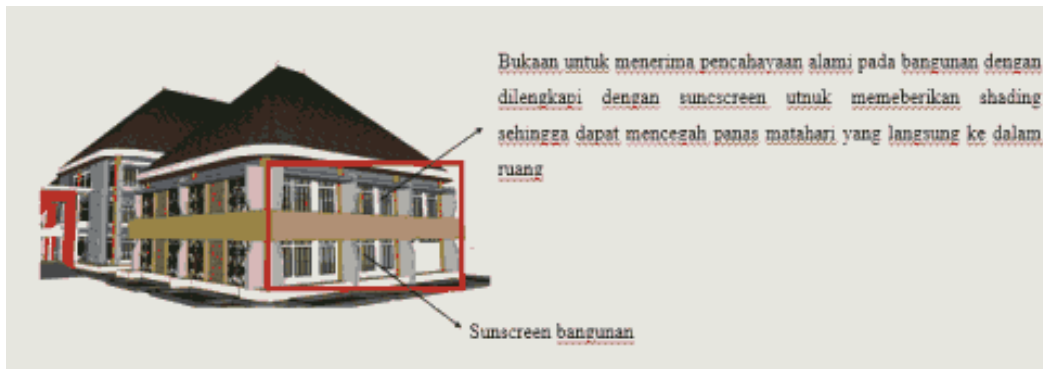 Bukaan untuk menerima pencahayaan alami pada bangunan dengan
dilengkapi dengan suncscreen utnuk memeberikan shading
sehingga dapat mencegah panas matahari yang langsung ke dalam
ruang
Sunscreen bangunan